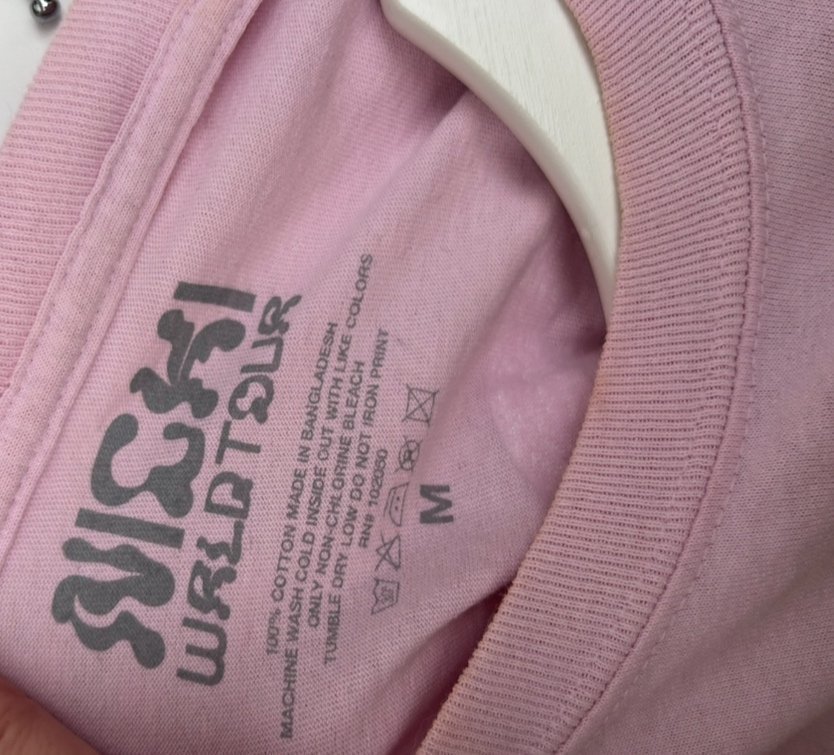 NICKI
WRLD TOUR
100% COTTON MADE IN BANGLADESH
MACHINE WASH COLD INSIDE OUT WITH LIKE COLORS
ONLY NON-CHLORINE BLEACH
TUMBLE DRY LOW DO NOT IRON PRINT
RN# 102050
M